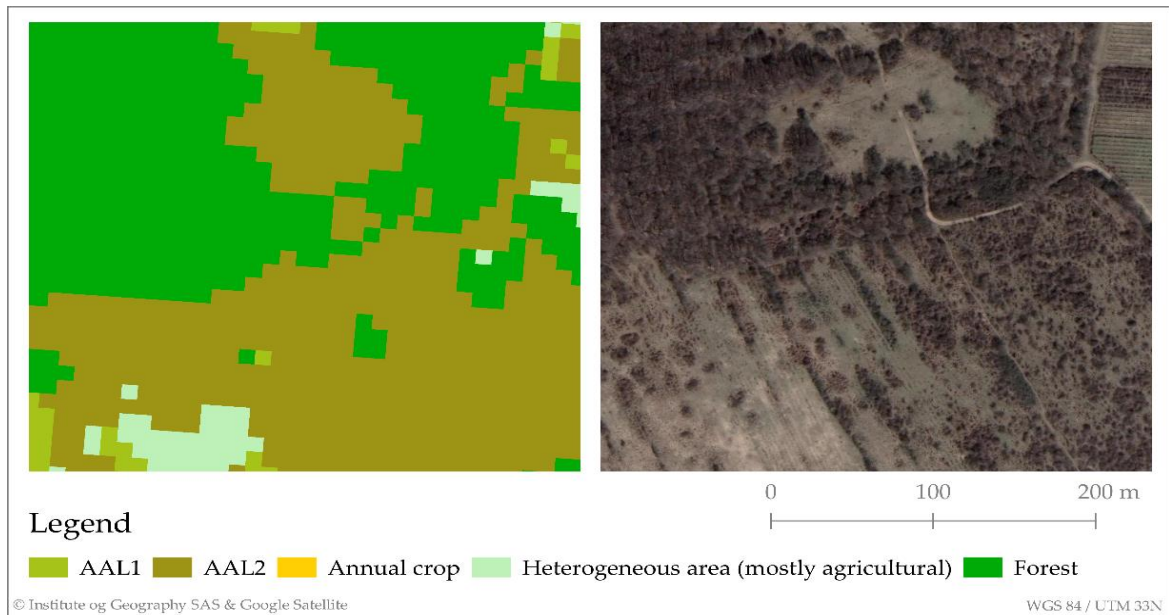 0 100 200 m
Legend
AAL1 AAL2 Annual crop Heterogeneous area (mostly agricultural) Forest
© Institute og Geography SAS & Google Satellite WGS 84 / UTM 33N